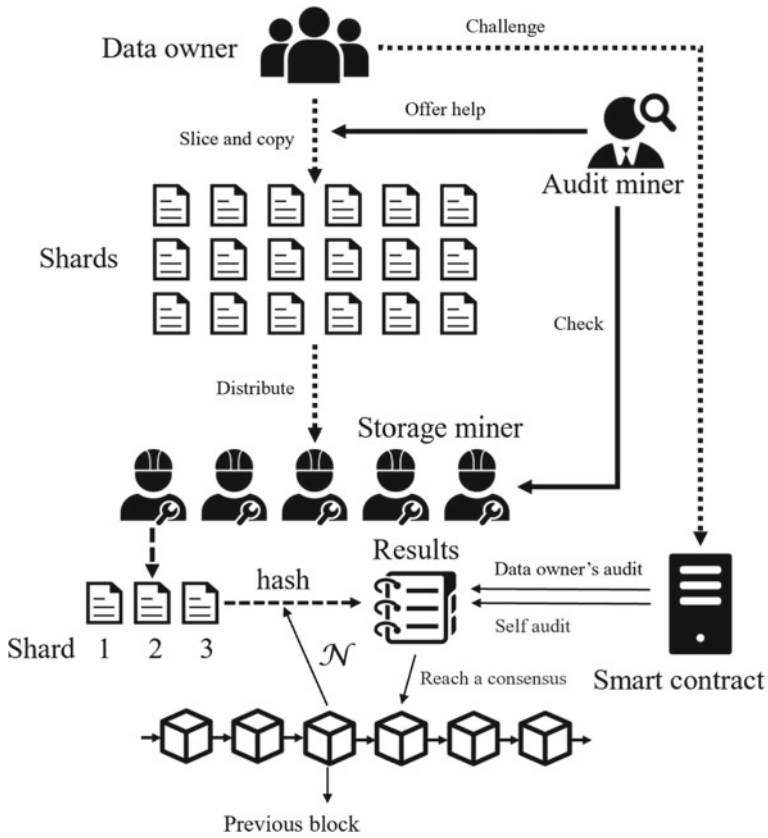 Data owner
Challenge
Offer help
Slice and copy
Audit miner
Shards
Check
Distribute
Storage miner
Results
hash
Data owner's audit
Self audit
Shard 1 2 3
𝒩
Reach a consensus
Smart contract
Previous block